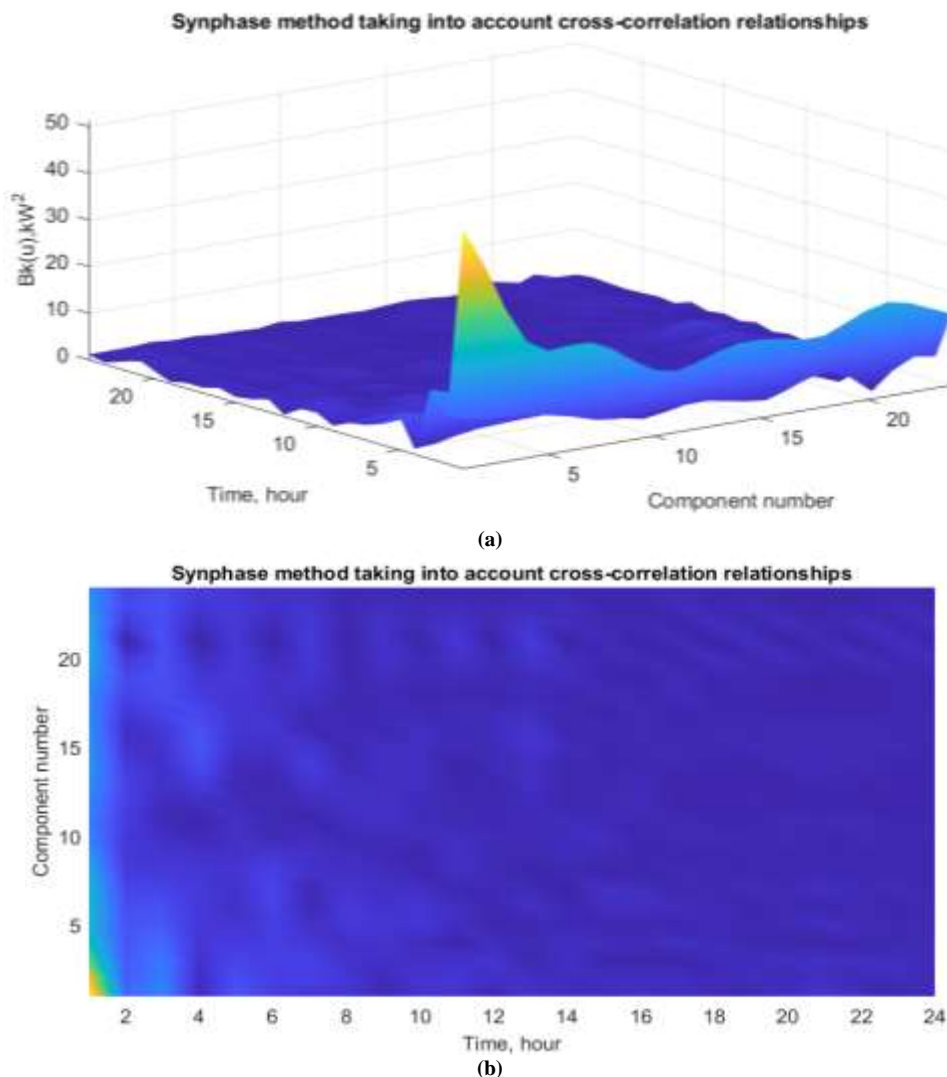 Synphase method taking into account cross-correlation relationships
50
40
30
20
10
0
Bk(u),kW²
20
15
10
5
Time, hour
5
10
15
20
Component number
(a)
Synphase method taking into account cross-correlation relationships
20
15
10
5
Component number
2 4 6 8 10 12 14 16 18 20 22 24
Time, hour
(b)